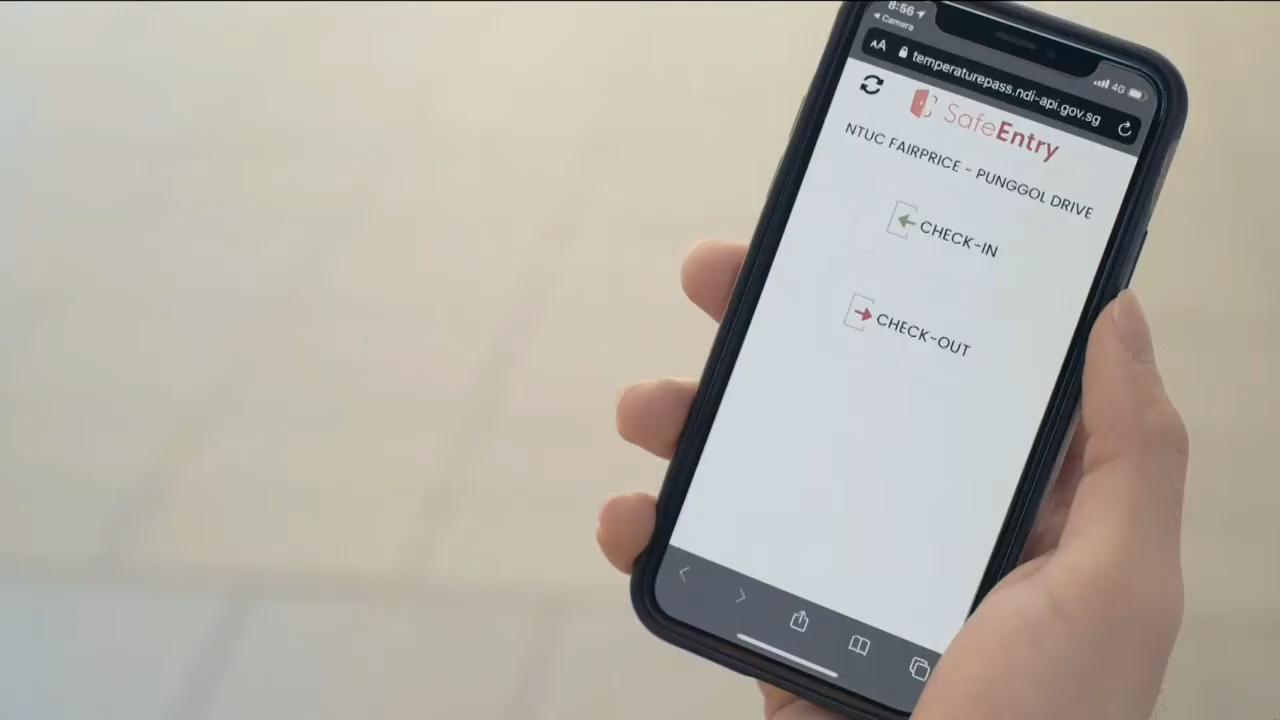 8:56
Camera
4G
AA temperaturepass.ndi-api.gov.sg
SafeEntry
NTUC FAIRPRICE - PUNGGOL DRIVE
CHECK-IN
CHECK-OUT